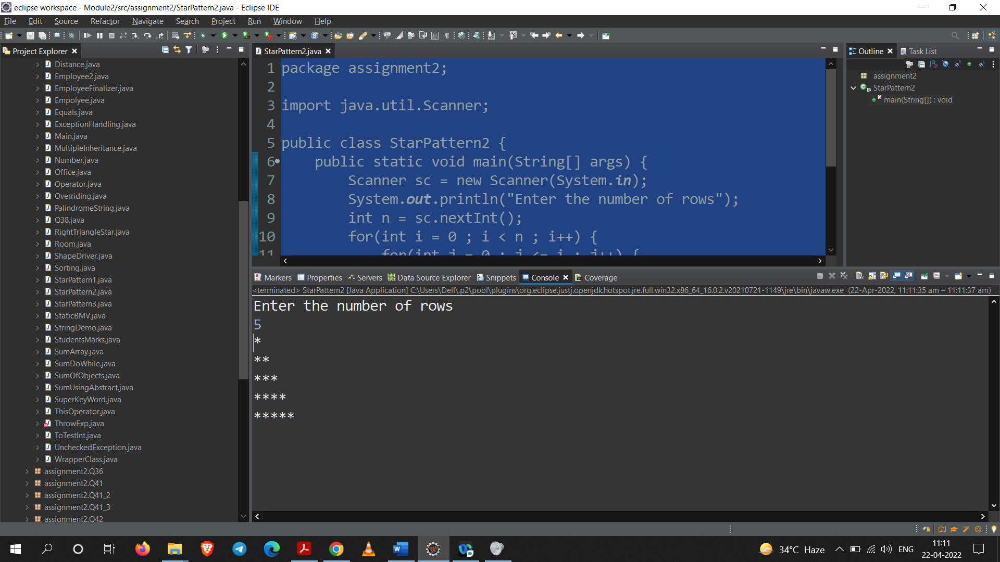 eclipse workspace - Module2/src/assignment2/StarPattern2.java - Eclipse IDE
File Edit Source Refactor Navigate Search Project Run Window Help
Project Explorer
Distance.java
Employee2.java
EmployeeFinalizer.java
Empolyee.java
Equals.java
ExceptionHandling.java
Main.java
MultipleInheritance.java
Number.java
Office.java
Operator.java
Overriding.java
PalindromeString.java
Q38.java
RightTriangleStar.java
Room.java
ShapeDriver.java
Sorting.java
StarPattern1.java
StarPattern2.java
StarPattern3.java
StaticBMV.java
StringDemo.java
StudentsMarks.java
SumArray.java
SumDoWhile.java
SumOfObjects.java
SumUsingAbstract.java
SuperKeyWord.java
ThisOperator.java
ThrowExp.java
ToTestInt.java
UncheckedException.java
WrapperClass.java
assignment2.Q36
assignment2.Q41
assignment2.Q41_2
assignment2.Q41_3
assignment2.Q42
StarPattern2.java
1 package assignment2;
2
3 import java.util.Scanner;
4
5 public class StarPattern2 {
6 public static void main(String[] args) {
7 Scanner sc = new Scanner(System.in);
8 System.out.println("Enter the number of rows");
9 int n = sc.nextInt();
10 for(int i = 0 ; i < n ; i++) {
11 for(int j = 0 ; j <= i ; j++) {
Outline Task List
assignment2
StarPattern2
main(String[]) : void
Markers Properties Servers Data Source Explorer Snippets Console Coverage
<terminated> StarPattern2 [Java Application] C:\Users\Dell\.p2\pool\plugins\org.eclipse.justj.openjdk.hotspot.jre.full.win32.x86_64_16.0.2.v20210721-1149\jre\bin\javaw.exe (22-Apr-2022, 11:11:35 am – 11:11:37 am)
Enter the number of rows
5
*
**
***
****
*****
34°C Haze
ENG
11:11
22-04-2022